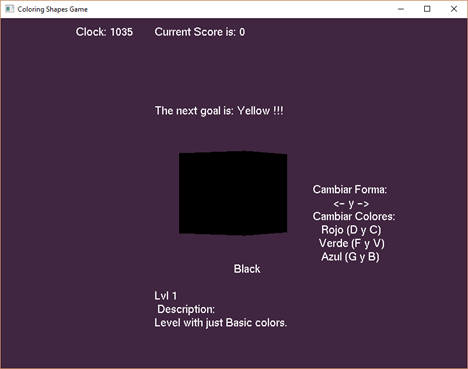 Coloring Shapes Game
Clock: 1035 Current Score is: 0
The next goal is: Yellow !!!
Cambiar Forma:
<- y ->
Cambiar Colores:
Rojo (D y C)
Verde (F y V)
Azul (G y B)
Black
Lvl 1
Description:
Level with just Basic colors.